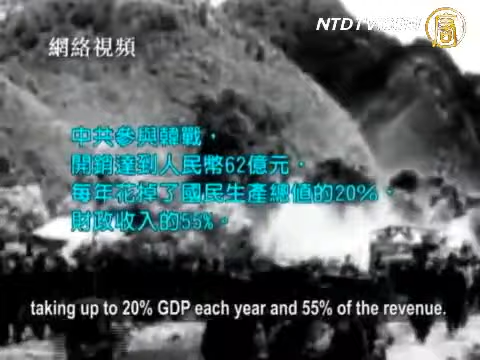 NTDTV.
網絡視頻
中共參與韓戰，
開銷達到人民幣62億元，
每年花掉了國民生產總值的20%，
財政收入的55%。
taking up to 20% GDP each year and 55% of the revenue.